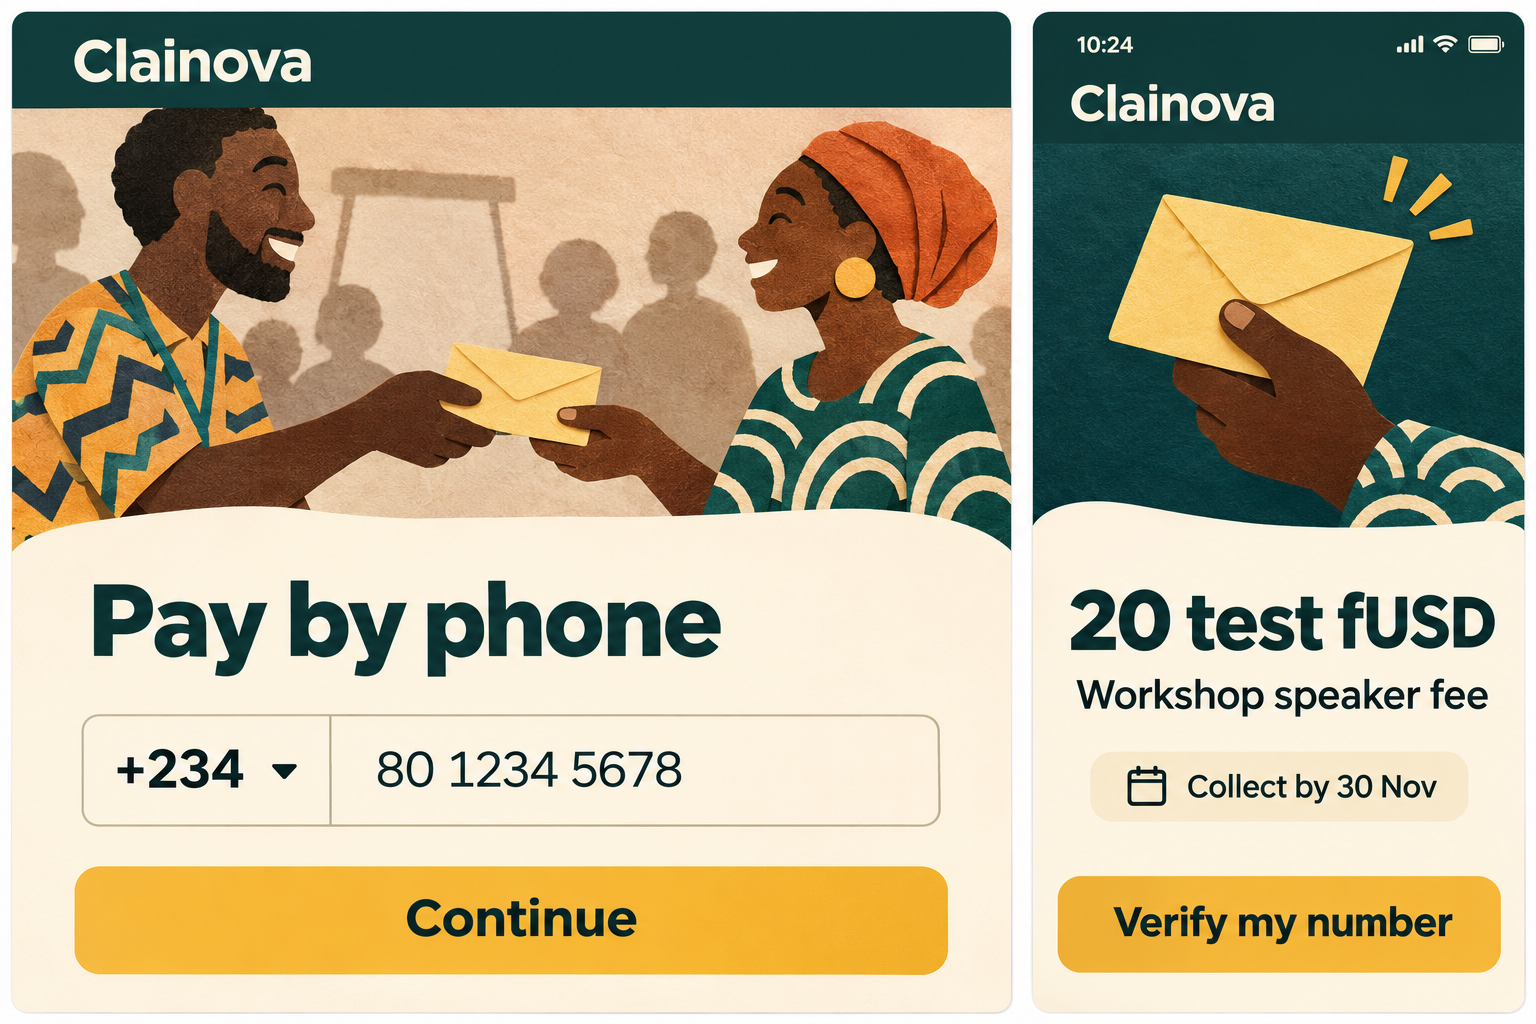 Clainova
Pay by phone
+234
80 1234 5678
Continue
10:24
Clainova
20 test fUSD
Workshop speaker fee
Collect by 30 Nov
Verify my number